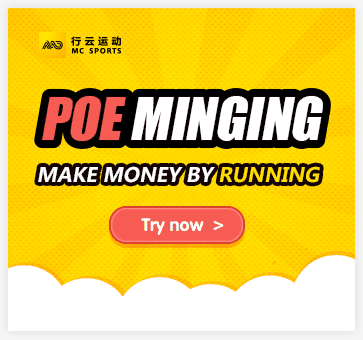 行云运动
MC SPORTS
POE MINGING
MAKE MONEY BY RUNNING
Try now >